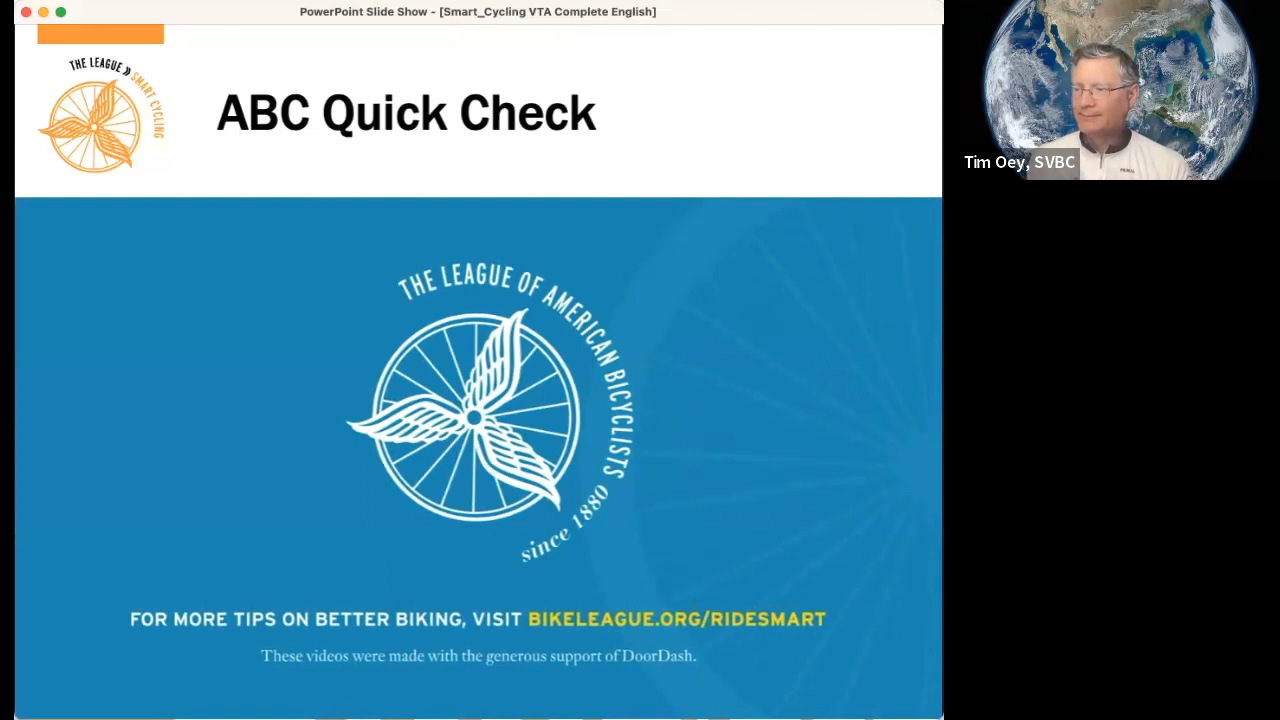 PowerPoint Slide Show - [Smart_Cycling VTA Complete English]
THE LEAGUE » SMART CYCLING
ABC Quick Check
Tim Oey, SVBC
THE LEAGUE OF AMERICAN BICYCLISTS
since 1880
FOR MORE TIPS ON BETTER BIKING, VISIT BIKELEAGUE.ORG/RIDESMART
These videos were made with the generous support of DoorDash.